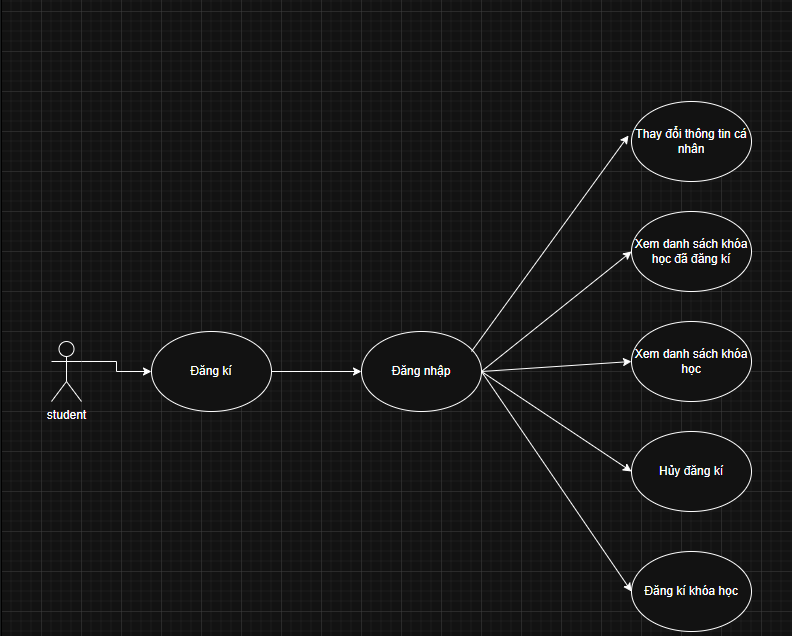 Thay đổi thông tin cá
nhân
Xem danh sách khóa
học đã đăng kí
Xem danh sách khóa
học
Đăng kí
Đăng nhập
student
Hủy đăng kí
Đăng kí khóa học